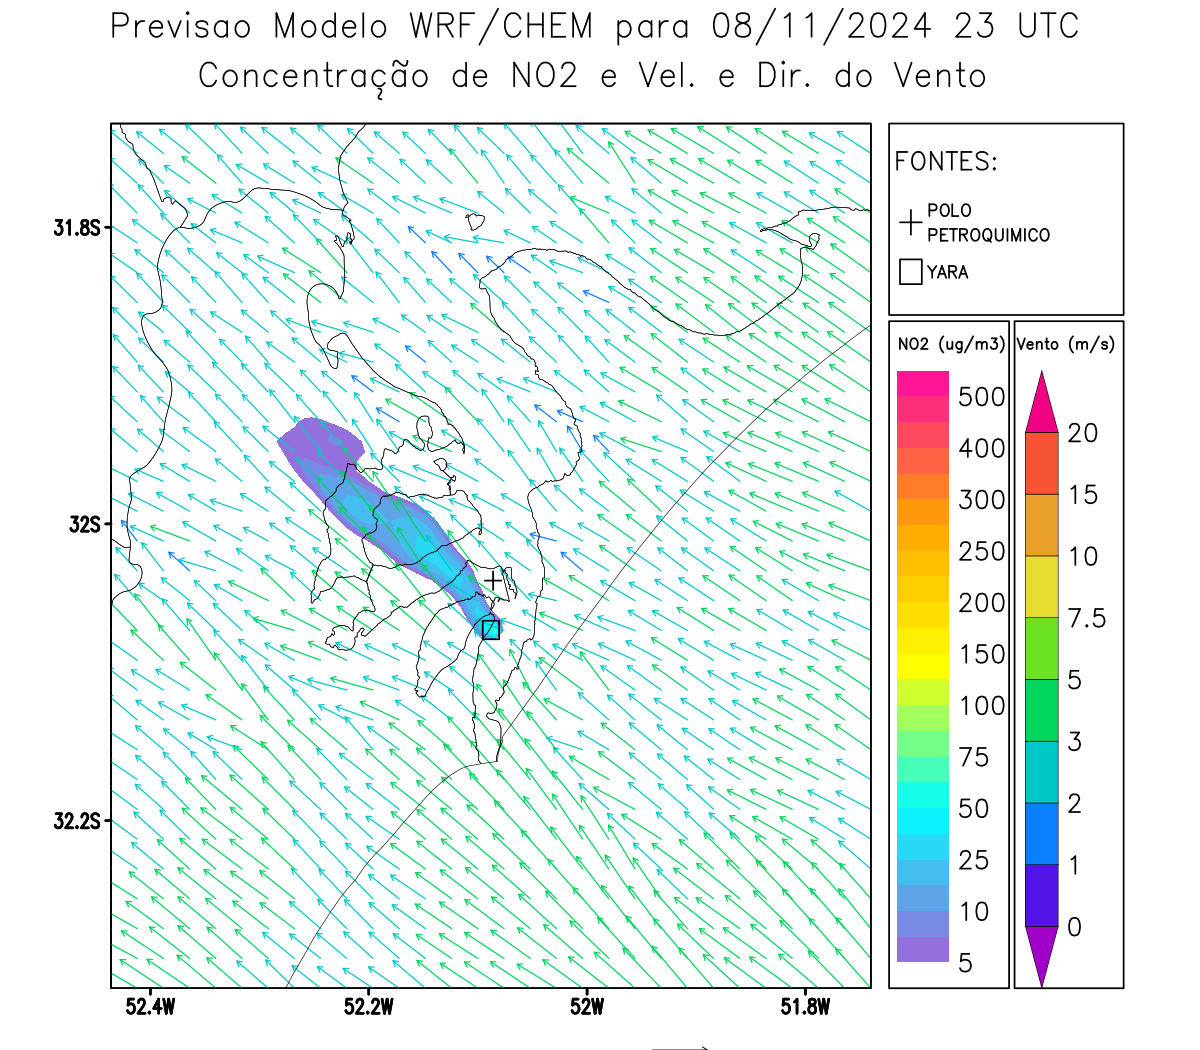 Previsao Modelo WRF/CHEM para 08/11/2024 23 UTC
Concentração de NO2 e Vel. e Dir. do Vento
FONTES:
POLO
PETROQUIMICO
YARA
NO2 (ug/m3)
500
400
300
250
200
150
100
75
50
25
10
5
Vento (m/s)
20
15
10
7.5
5
3
2
1
0
31.8S
32S
32.2S
52.4W
52.2W
52W
51.8W